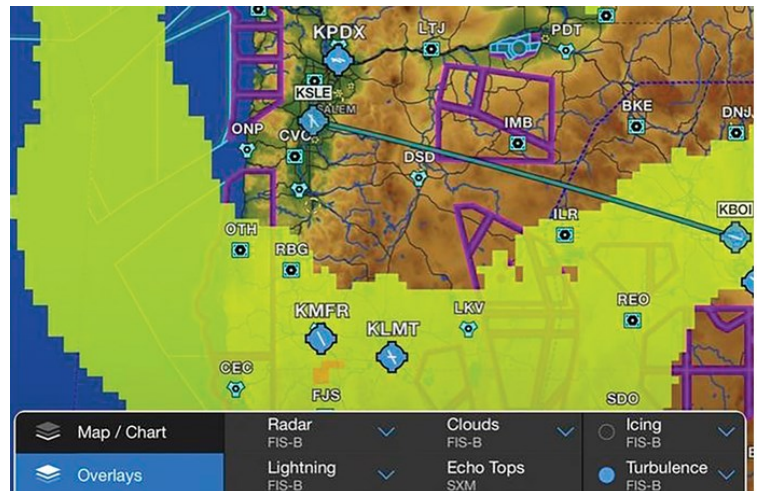 KPDX
LTJ
PDT
KSLE
SALEM
ONP
CVO
IMB
BKE
DNJ
DSD
KBOI
OTH
ILR
RBG
KMFR
KLMT
LKV
REO
CEC
FJS
SDO
Map / Chart
Radar
FIS-B
Clouds
FIS-B
Icing
FIS-B
Overlays
Lightning
FIS-B
Echo Tops
SXM
Turbulence
FIS-B